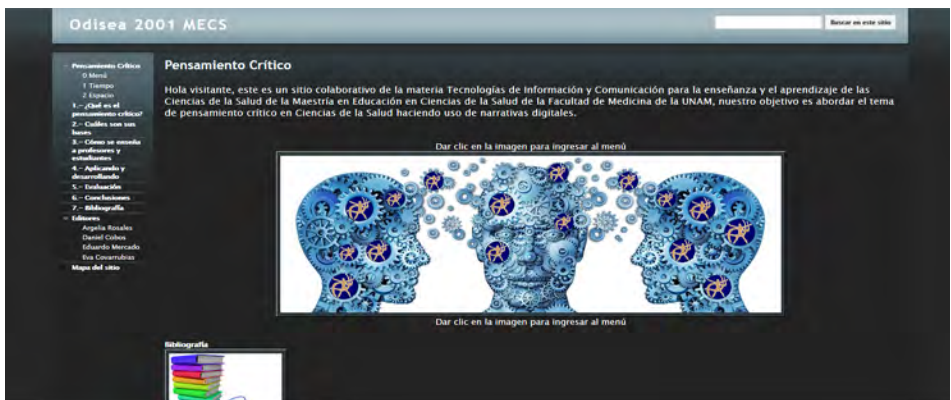 Odisea 2001 MECS
Buscar en este sitio
Pensamiento Crítico
0 Menú
1 Tiempo
2 Espacio
1.- ¿Qué es el
pensamiento crítico?
2.- Cuáles son sus
bases
3.- Cómo se enseña
a profesores y
estudiantes
4.- Aplicando y
desarrollando
5.- Evaluación
6.- Conclusiones
7.- Bibliografía
Editores
Argelia Rosales
Daniel Cobos
Eduardo Mercado
Eva Covarrubias
Mapa del sitio
Pensamiento Crítico
Hola visitante, este es un sitio colaborativo de la materia Tecnologías de Información y Comunicación para la enseñanza y el aprendizaje de las
Ciencias de la Salud de la Maestría en Educación en Ciencias de la Salud de la Facultad de Medicina de la UNAM, nuestro objetivo es abordar el tema
de pensamiento crítico en Ciencias de la Salud haciendo uso de narrativas digitales.
Dar clic en la imagen para ingresar al menú
Dar clic en la imagen para ingresar al menú
Bibliografía